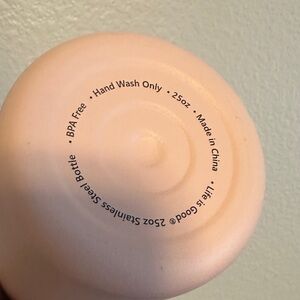 • Life is Good® 25oz Stainless Steel Bottle • BPA Free • Hand Wash Only • 25oz • Made in China